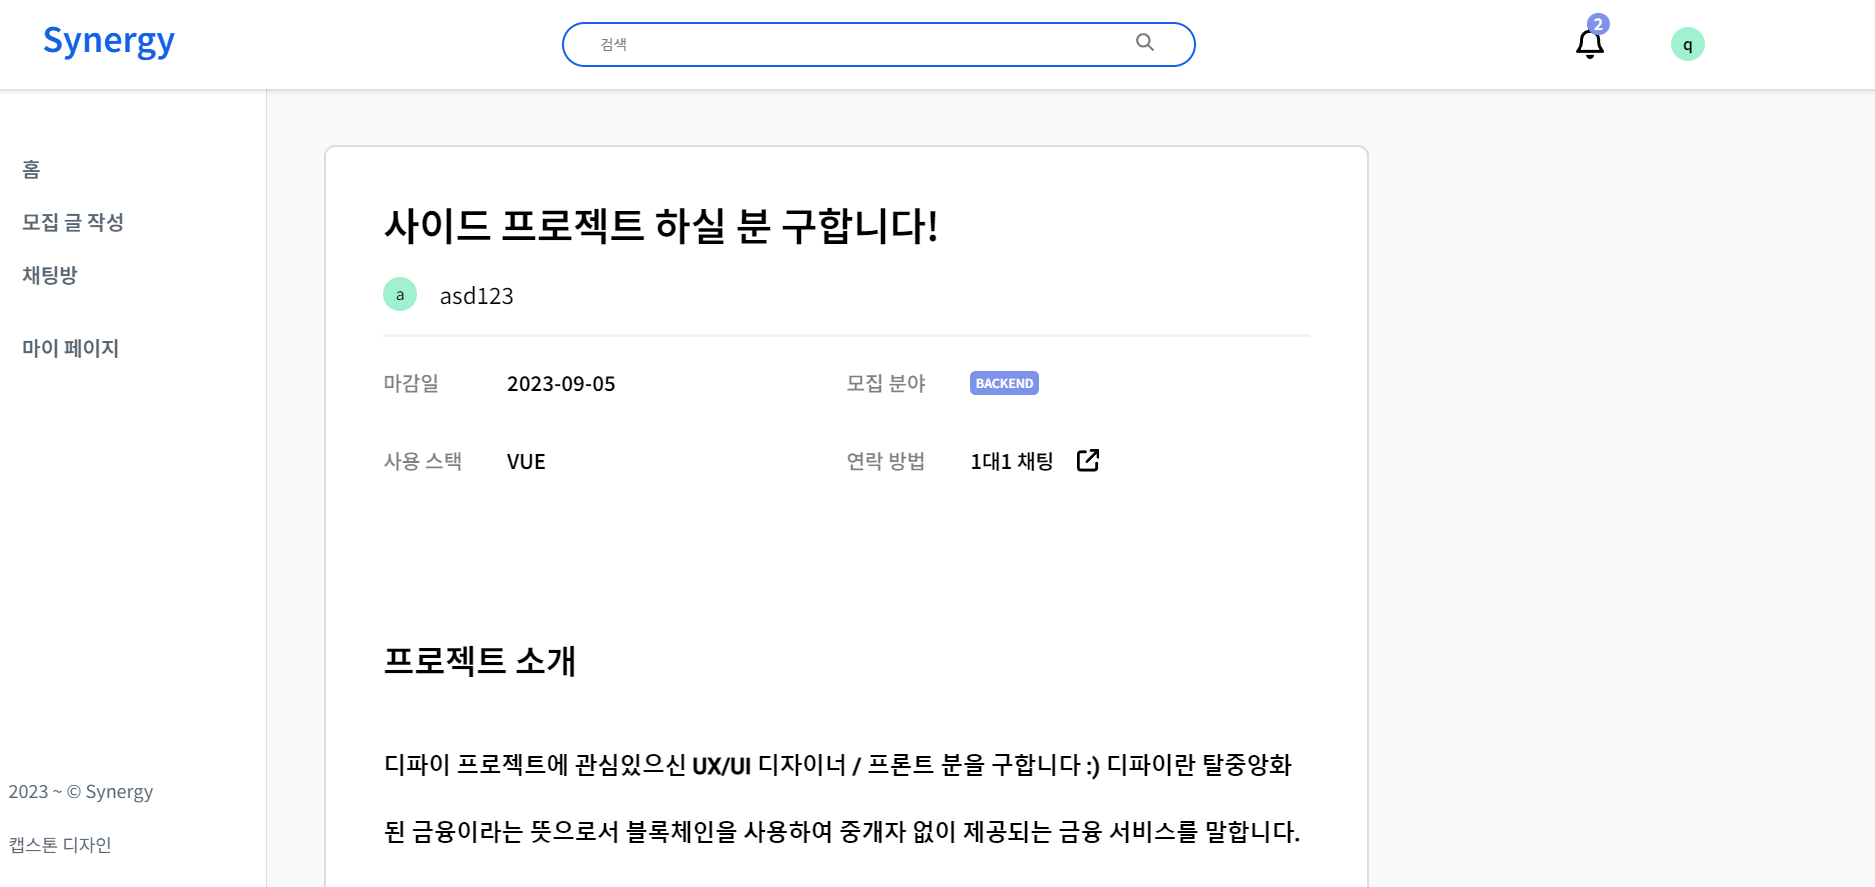 Synergy
검색
2
q
홈
모집 글 작성
채팅방
마이 페이지
2023 ~ © Synergy
캡스톤 디자인
사이드 프로젝트 하실 분 구합니다!
a asd123
마감일 2023-09-05 모집 분야 BACKEND
사용 스택 VUE 연락 방법 1대1 채팅
프로젝트 소개
디파이 프로젝트에 관심있으신 UX/UI 디자이너 / 프론트 분을 구합니다 :) 디파이란 탈중앙화
된 금융이라는 뜻으로서 블록체인을 사용하여 중개자 없이 제공되는 금융 서비스를 말합니다.